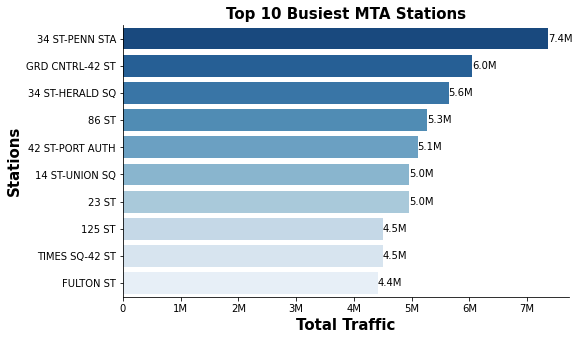 Top 10 Busiest MTA Stations
Stations
34 ST-PENN STA 7.4M
GRD CNTRL-42 ST 6.0M
34 ST-HERALD SQ 5.6M
86 ST 5.3M
42 ST-PORT AUTH 5.1M
14 ST-UNION SQ 5.0M
23 ST 5.0M
125 ST 4.5M
TIMES SQ-42 ST 4.5M
FULTON ST 4.4M
0 1M 2M 3M 4M 5M 6M 7M
Total Traffic